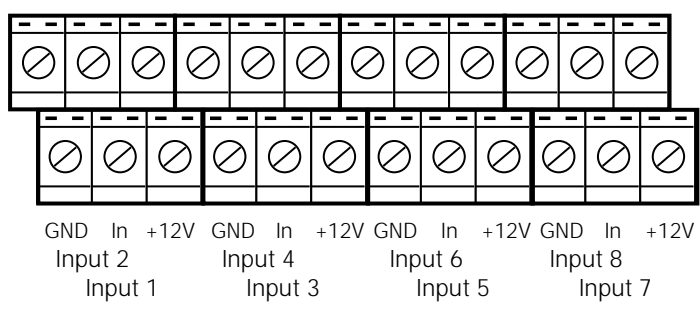 GND In +12V GND In +12V GND In +12V GND In +12V
Input 2 Input 4 Input 6 Input 8
Input 1 Input 3 Input 5 Input 7